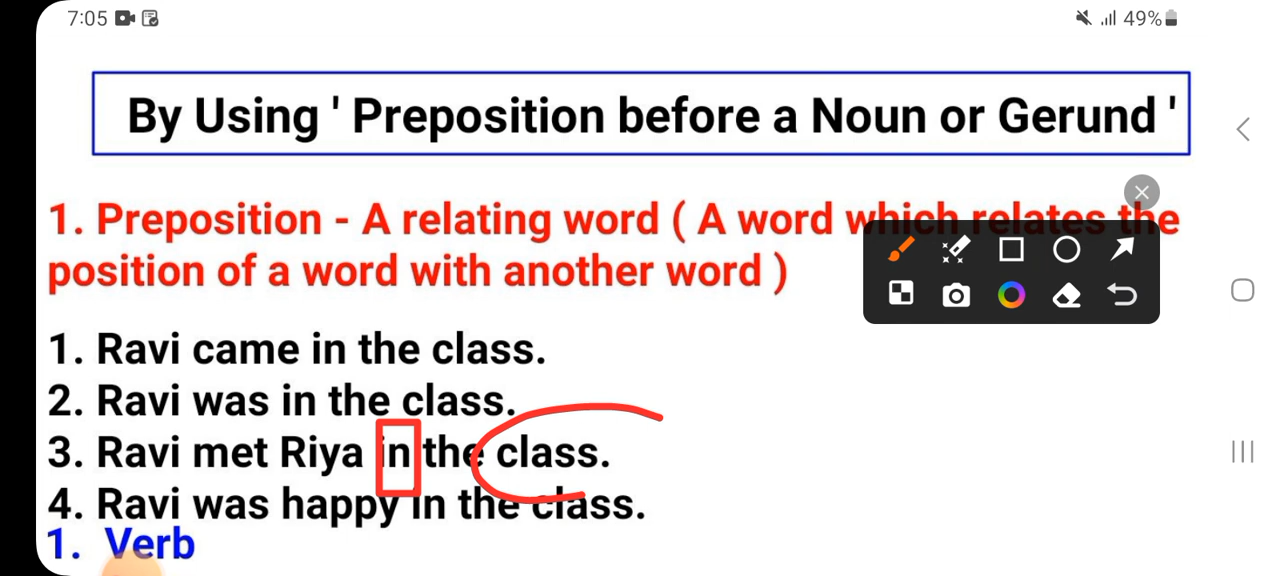 7:05
49%
By Using ' Preposition before a Noun or Gerund '
1. Preposition - A relating word ( A word which relates the
position of a word with another word )
1. Ravi came in the class.
2. Ravi was in the class.
3. Ravi met Riya in the class.
4. Ravi was happy in the class.
1. Verb